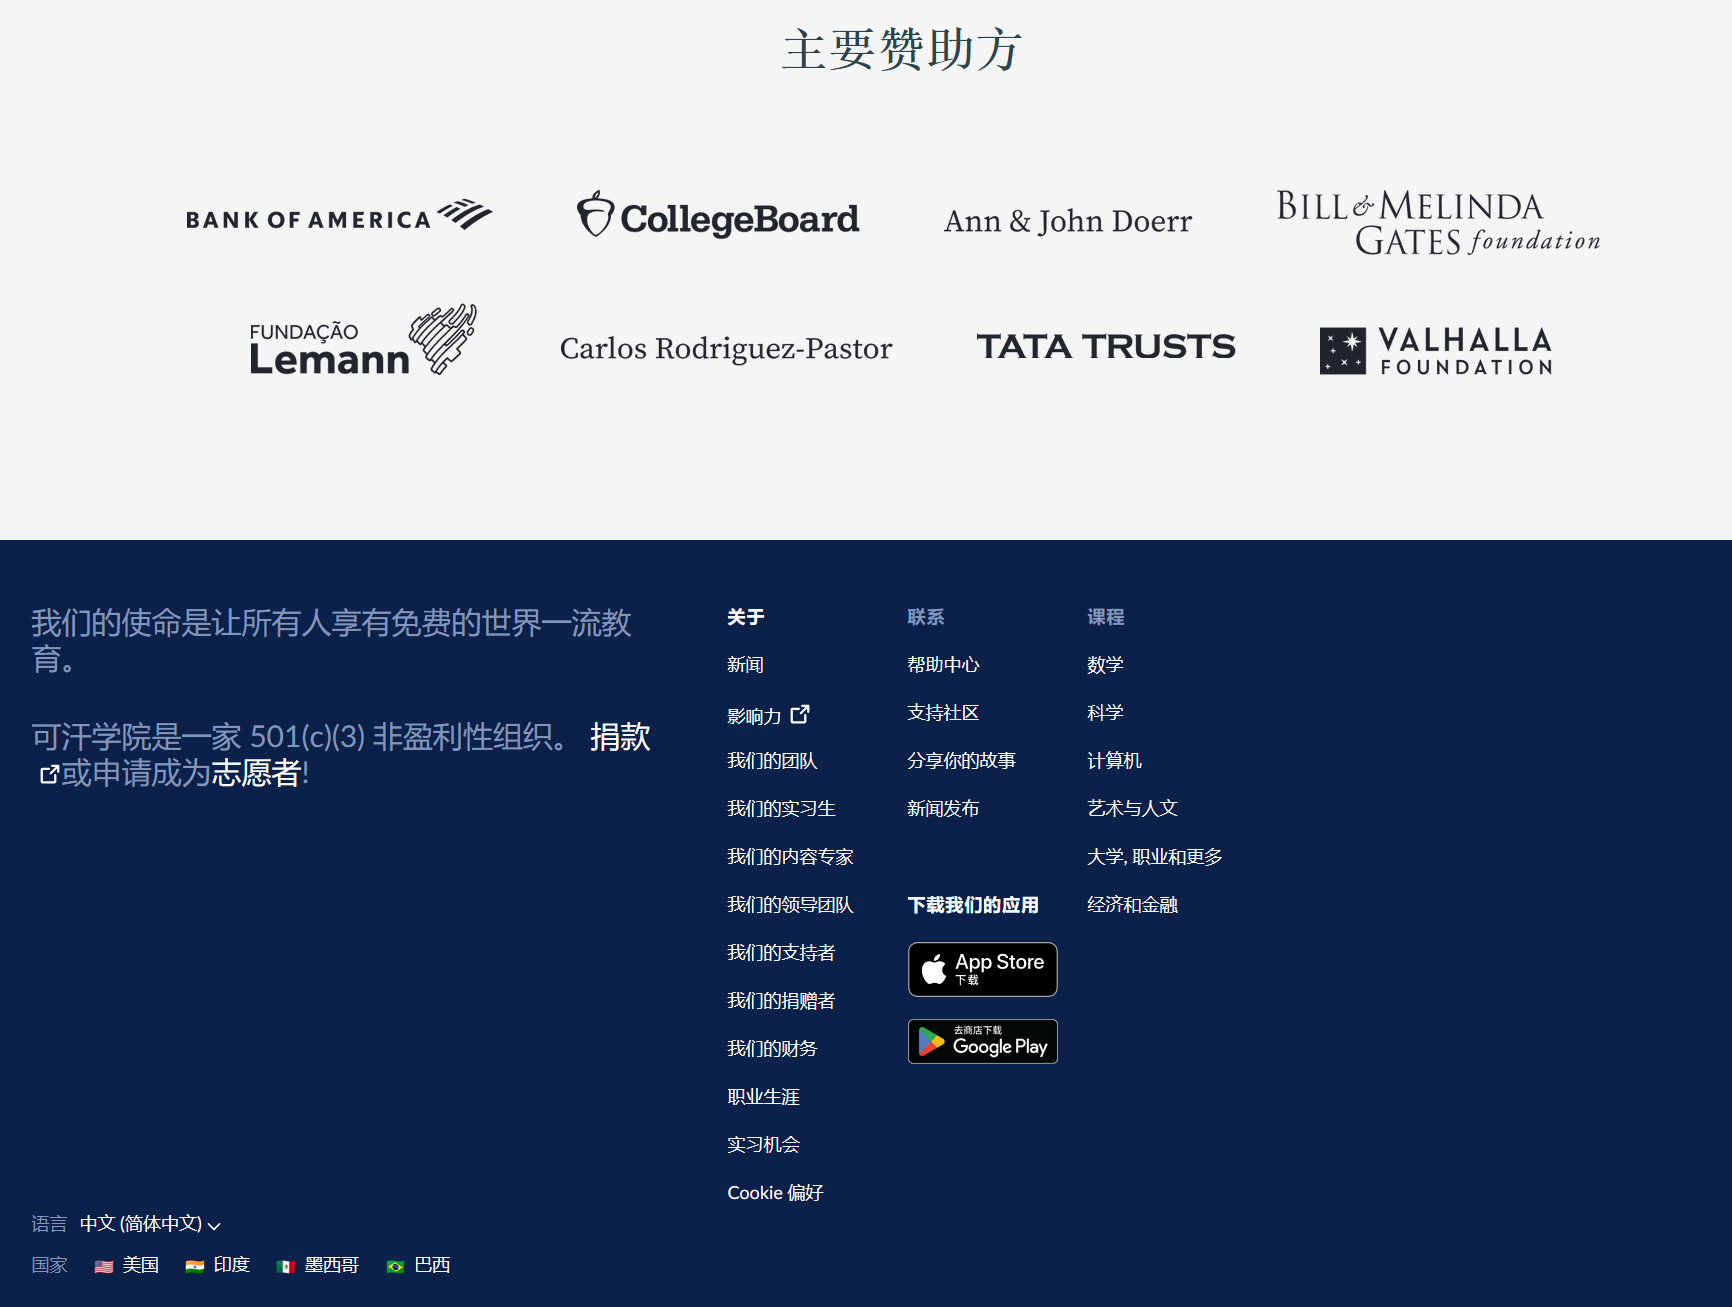 主要赞助方
BANK OF AMERICA
CollegeBoard
Ann & John Doerr
BILL & MELINDA
GATES foundation
FUNDAÇÃO
Lemann
Carlos Rodriguez-Pastor
TATA TRUSTS
VALHALLA
FOUNDATION
我们的使命是让所有人享有免费的世界一流教
育。
可汗学院是一家 501(c)(3) 非盈利性组织。 捐款
或申请成为志愿者!
关于
新闻
影响力
我们的团队
我们的实习生
我们的内容专家
我们的领导团队
我们的支持者
我们的捐赠者
我们的财务
职业生涯
实习机会
Cookie 偏好
联系
帮助中心
支持社区
分享你的故事
新闻发布
下载我们的应用
App Store
下载
去商店下载
Google Play
课程
数学
科学
计算机
艺术与人文
大学, 职业和更多
经济和金融
语言 中文 (简体中文)
国家 美国 印度 墨西哥 巴西